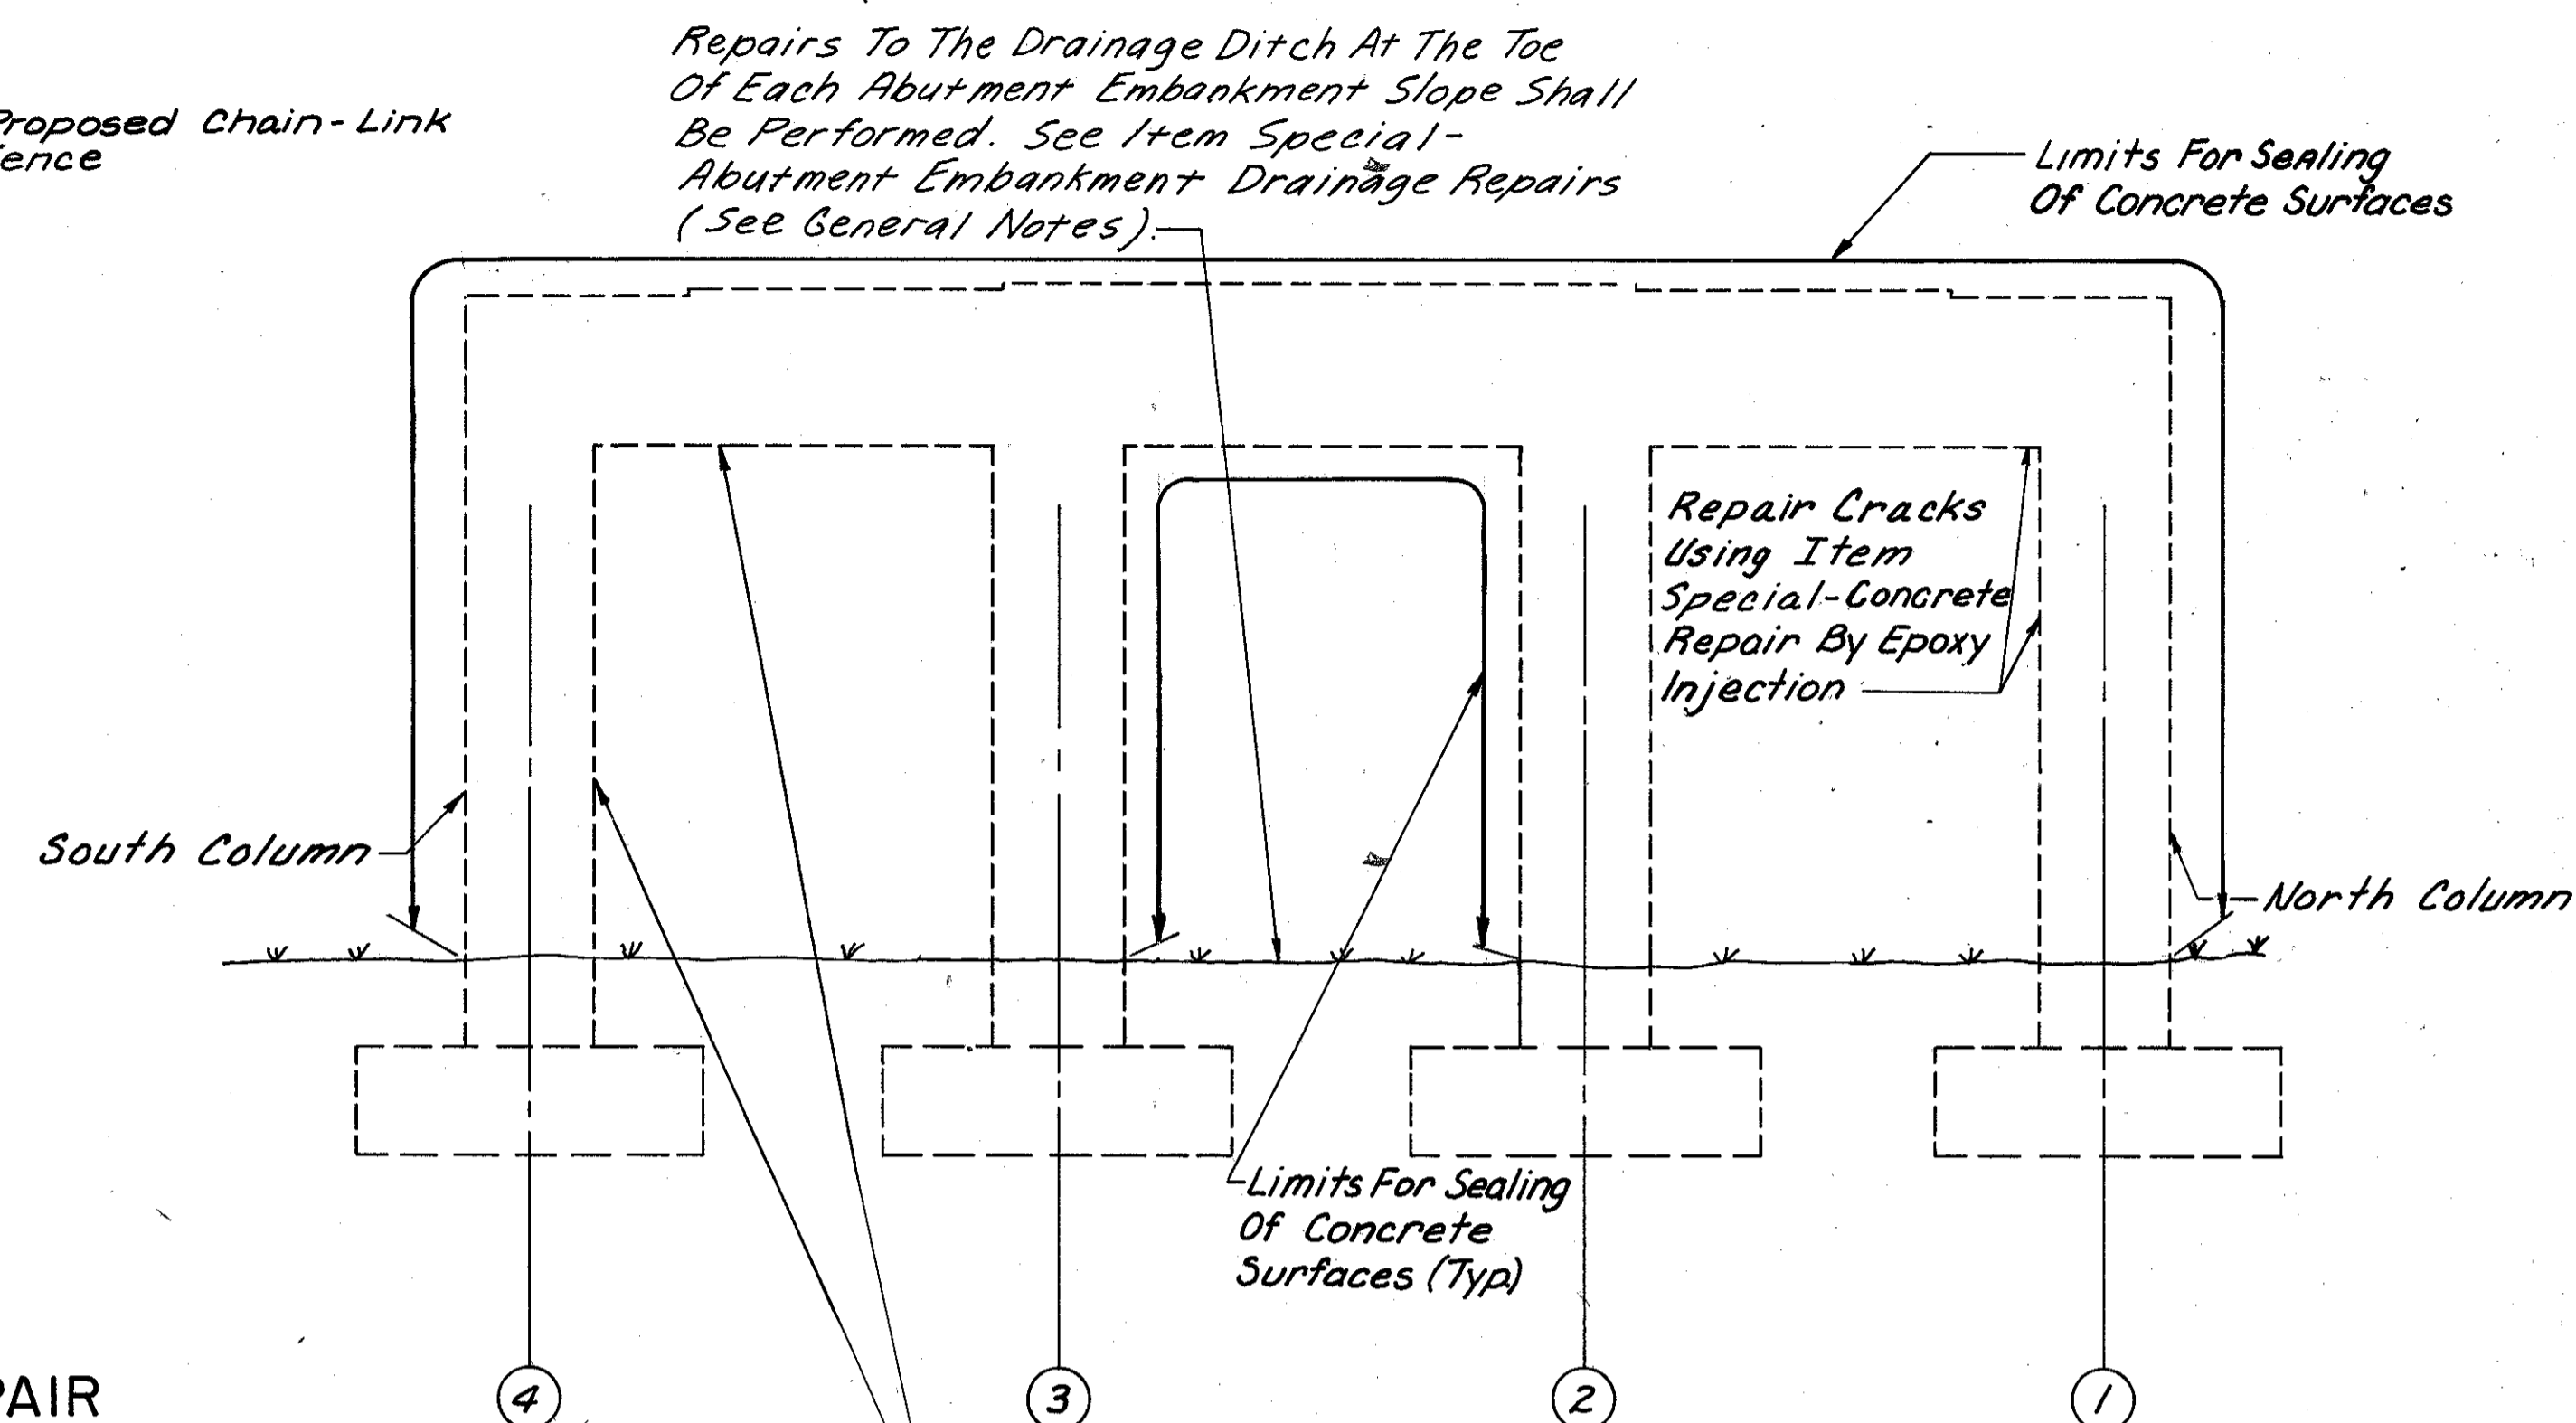 Repairs To The Drainage Ditch At The Toe
Of Each Abutment Embankment Slope Shall
Be Performed. See Item Special-
Abutment Embankment Drainage Repairs
(See General Notes).
Proposed Chain-Link
Fence
Limits For Sealing
Of Concrete Surfaces
Repair Cracks
Using Item
Special-Concrete
Repair By Epoxy
Injection
South Column
North Column
Limits For Sealing
Of Concrete
Surfaces (Typ.)
PAIR
4
3
2
1